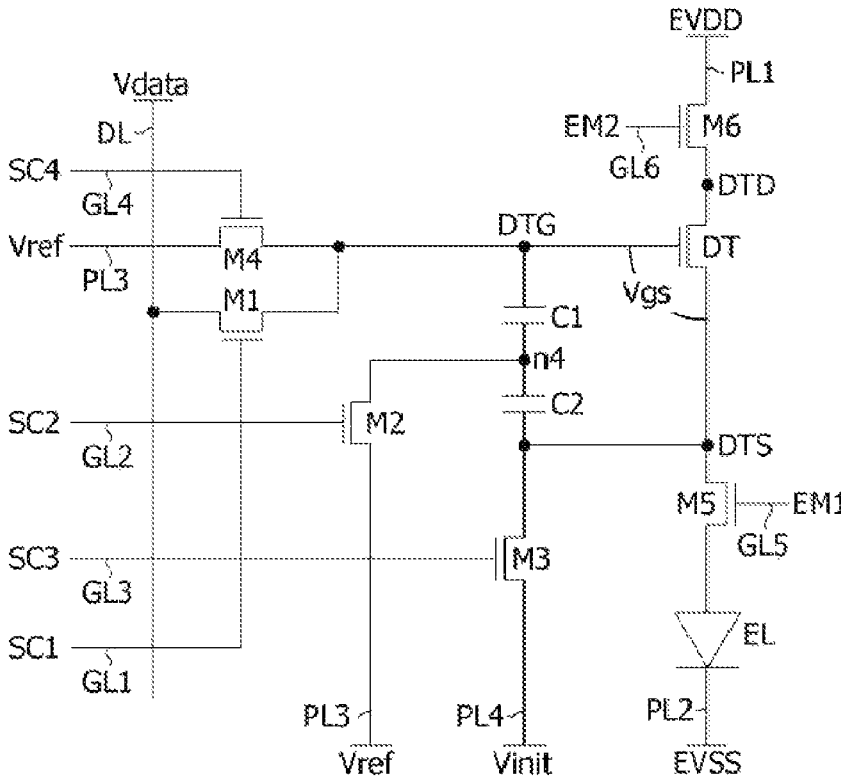 EVDD
PL1
Vdata
DL
EM2
M6
GL6
SC4
GL4
DTD
DTG
Vref
M4
DT
PL3
M1
Vgs
C1
n4
C2
SC2
M2
GL2
DTS
M5
EM1
GL5
SC3
M3
GL3
EL
SC1
GL1
PL3
PL4
PL2
Vref
Vinit
EVSS